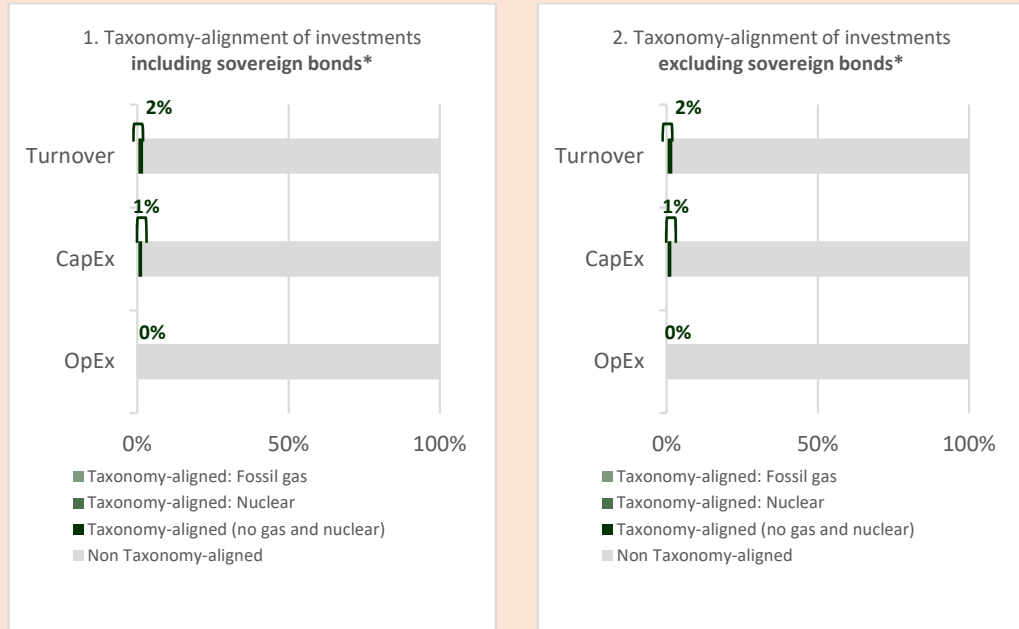 1. Taxonomy-alignment of investments
including sovereign bonds*
2%
Turnover
1%
CapEx
0%
OpEx
0% 50% 100%
Taxonomy-aligned: Fossil gas
Taxonomy-aligned: Nuclear
Taxonomy-aligned (no gas and nuclear)
Non Taxonomy-aligned
2. Taxonomy-alignment of investments
excluding sovereign bonds*
2%
Turnover
1%
CapEx
0%
OpEx
0% 50% 100%
Taxonomy-aligned: Fossil gas
Taxonomy-aligned: Nuclear
Taxonomy-aligned (no gas and nuclear)
Non Taxonomy-aligned